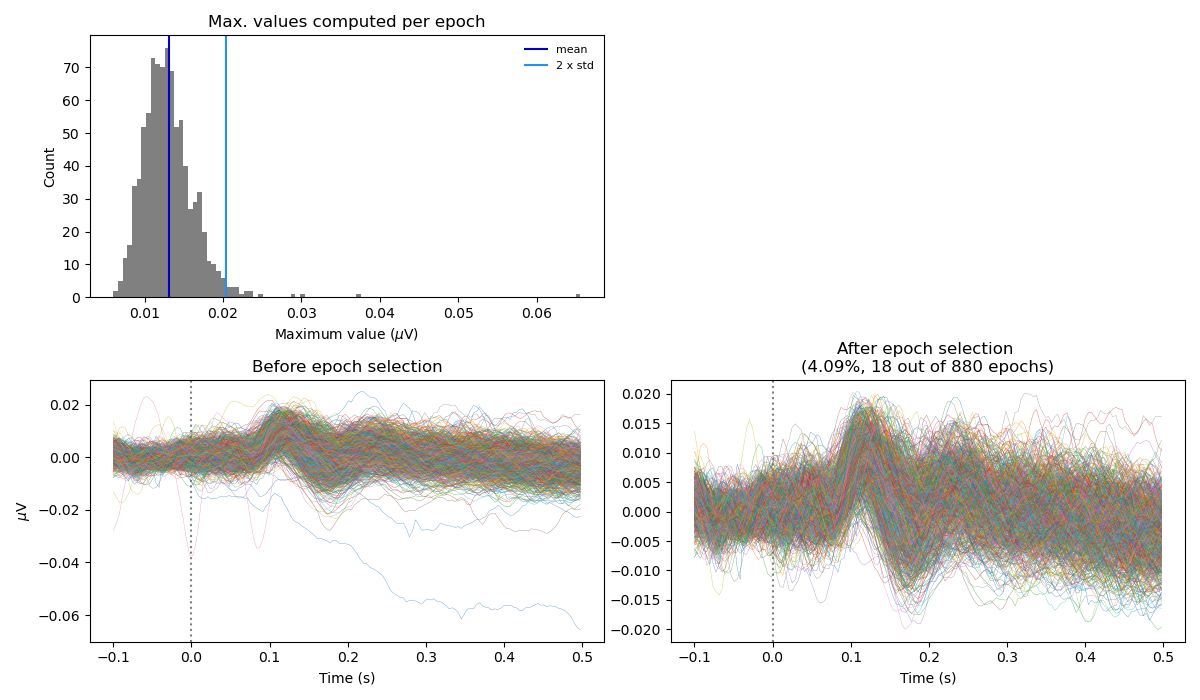 Max. values computed per epoch
mean
2 x std
Count
70
60
50
40
30
20
10
0
0.01 0.02 0.03 0.04 0.05 0.06
Maximum value (μV)
Before epoch selection
μV
0.02
0.00
−0.02
−0.04
−0.06
−0.1 0.0 0.1 0.2 0.3 0.4 0.5
Time (s)
After epoch selection
(4.09%, 18 out of 880 epochs)
0.020
0.015
0.010
0.005
0.000
−0.005
−0.010
−0.015
−0.020
−0.1 0.0 0.1 0.2 0.3 0.4 0.5
Time (s)